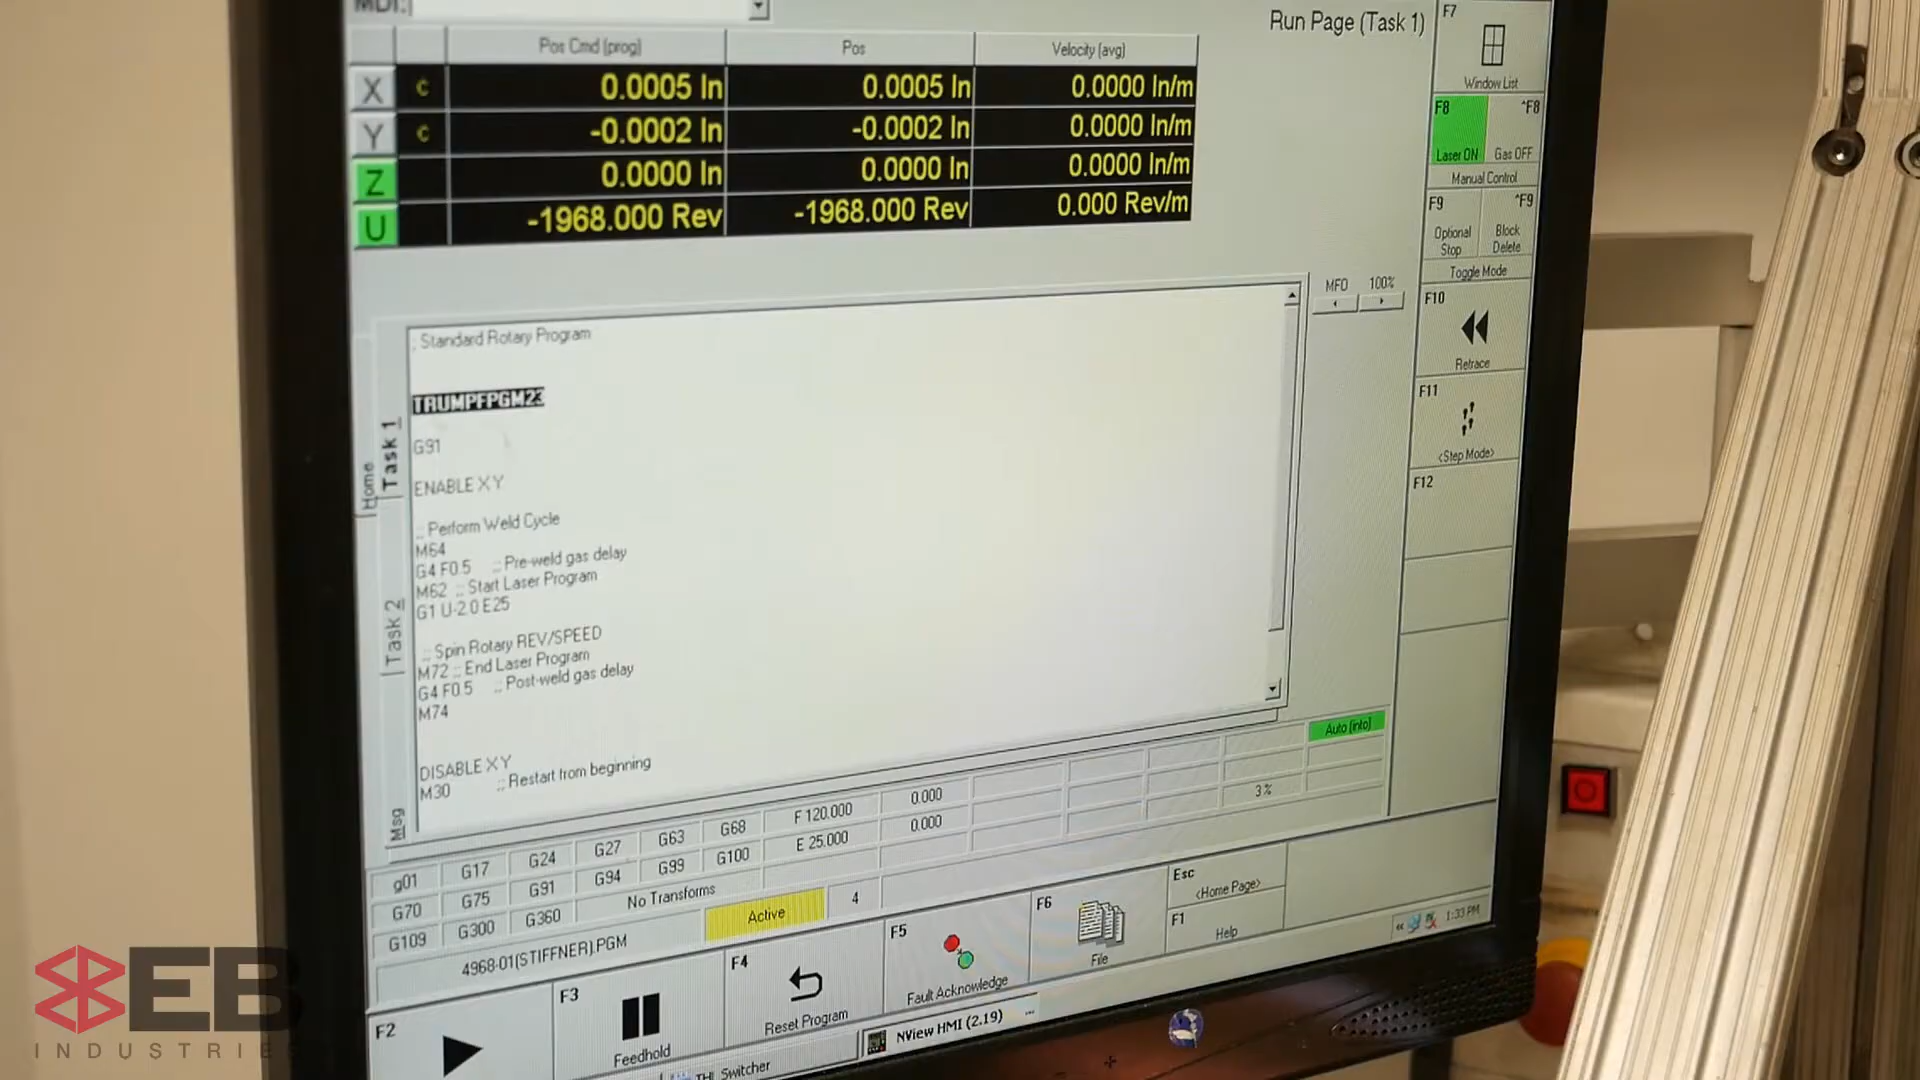 MDI:
Run Page (Task 1)
Pos Cmd (prog) Pos Velocity (avg)
X c 0.0005 In 0.0005 In 0.0000 In/m
Y c -0.0002 In -0.0002 In 0.0000 In/m
Z 0.0000 In 0.0000 In 0.0000 In/m
U -1968.000 Rev -1968.000 Rev 0.000 Rev/m
MFO 100%
Home
Task 1
Task 2
Msg
; Standard Rotary Program
TRUMPFPGM23
G91
ENABLE X Y
;; Perform Weld Cycle
M64
G4 F0.5 ;; Pre-weld gas delay
M62 ;; Start Laser Program
G1 U-2.0 E25
;; Spin Rotary REV/SPEED
M72 ;; End Laser Program
G4 F0.5 ;; Post-weld gas delay
M74
DISABLE X Y
M30 ;; Restart from beginning
Auto (into)
g01 G17 G24 G27 G63 G68 F 120.000 0.000 3%
G70 G75 G91 G94 G99 G100 E 25.000 0.000
G109 G300 G360 No Transforms Active 4
4968-01(STIFFNER).PGM
F7
Window List
F8 ^F8
Laser ON Gas OFF
Manual Control
F9 ^F9
Optional Stop Block Delete
Toggle Mode
F10
Retrace
F11
<Step Mode>
F12
F2
F3
Feedhold
F4
Reset Program
F5
Fault Acknowledge
F6
File
Esc
<Home Page>
F1
Help
« 1:33 PM
Switcher
NView HMI (2.19)
EB
INDUSTRIES